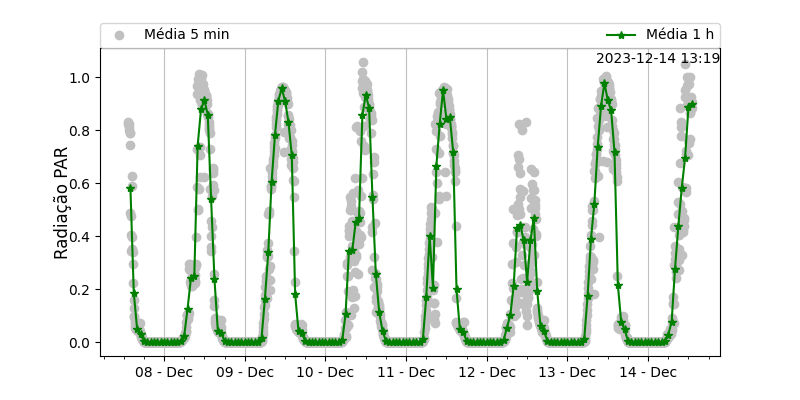 Média 5 min
Média 1 h
2023-12-14 13:19
Radiação PAR
1.0
0.8
0.6
0.4
0.2
0.0
08 - Dec
09 - Dec
10 - Dec
11 - Dec
12 - Dec
13 - Dec
14 - Dec